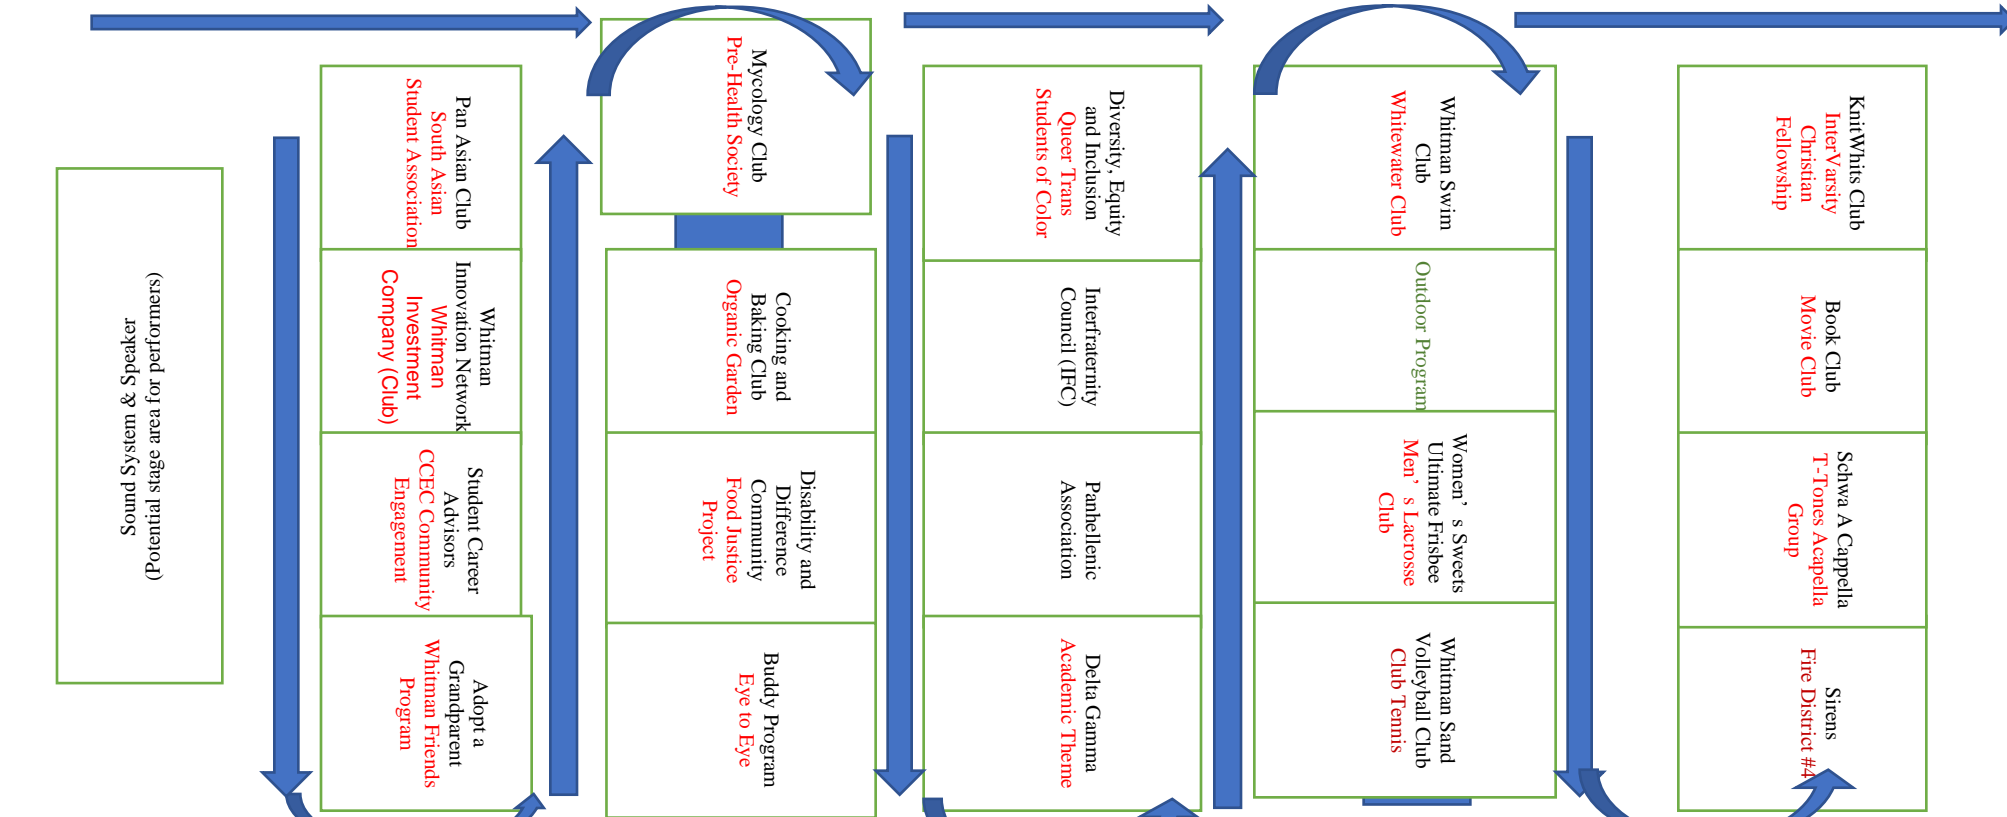 Sound System & Speaker
(Potential stage area for performers)
Pan Asian Club
South Asian
Student Association
Whitman
Innovation Network
Whitman
Investment
Company (Club)
Student Career
Advisors
CCEC Community
Engagement
Adopt a
Grandparent
Whitman Friends
Program
Mycology Club
Pre-Health Society
Cooking and
Baking Club
Organic Garden
Disability and
Difference
Community
Food Justice
Project
Buddy Program
Eye to Eye
Diversity, Equity
and Inclusion
Queer Trans
Students of Color
Interfraternity
Council (IFC)
Panhellenic
Association
Delta Gamma
Academic Theme
Whitman Swim
Club
Whitewater Club
Outdoor Program
Women’s Sweets
Ultimate Frisbee
Men’s Lacrosse
Club
Whitman Sand
Volleyball Club
Club Tennis
KnitWhits Club
InterVarsity
Christian
Fellowship
Book Club
Movie Club
Schwa A Cappella
T-Tones Acapella
Group
Sirens
Fire District #4